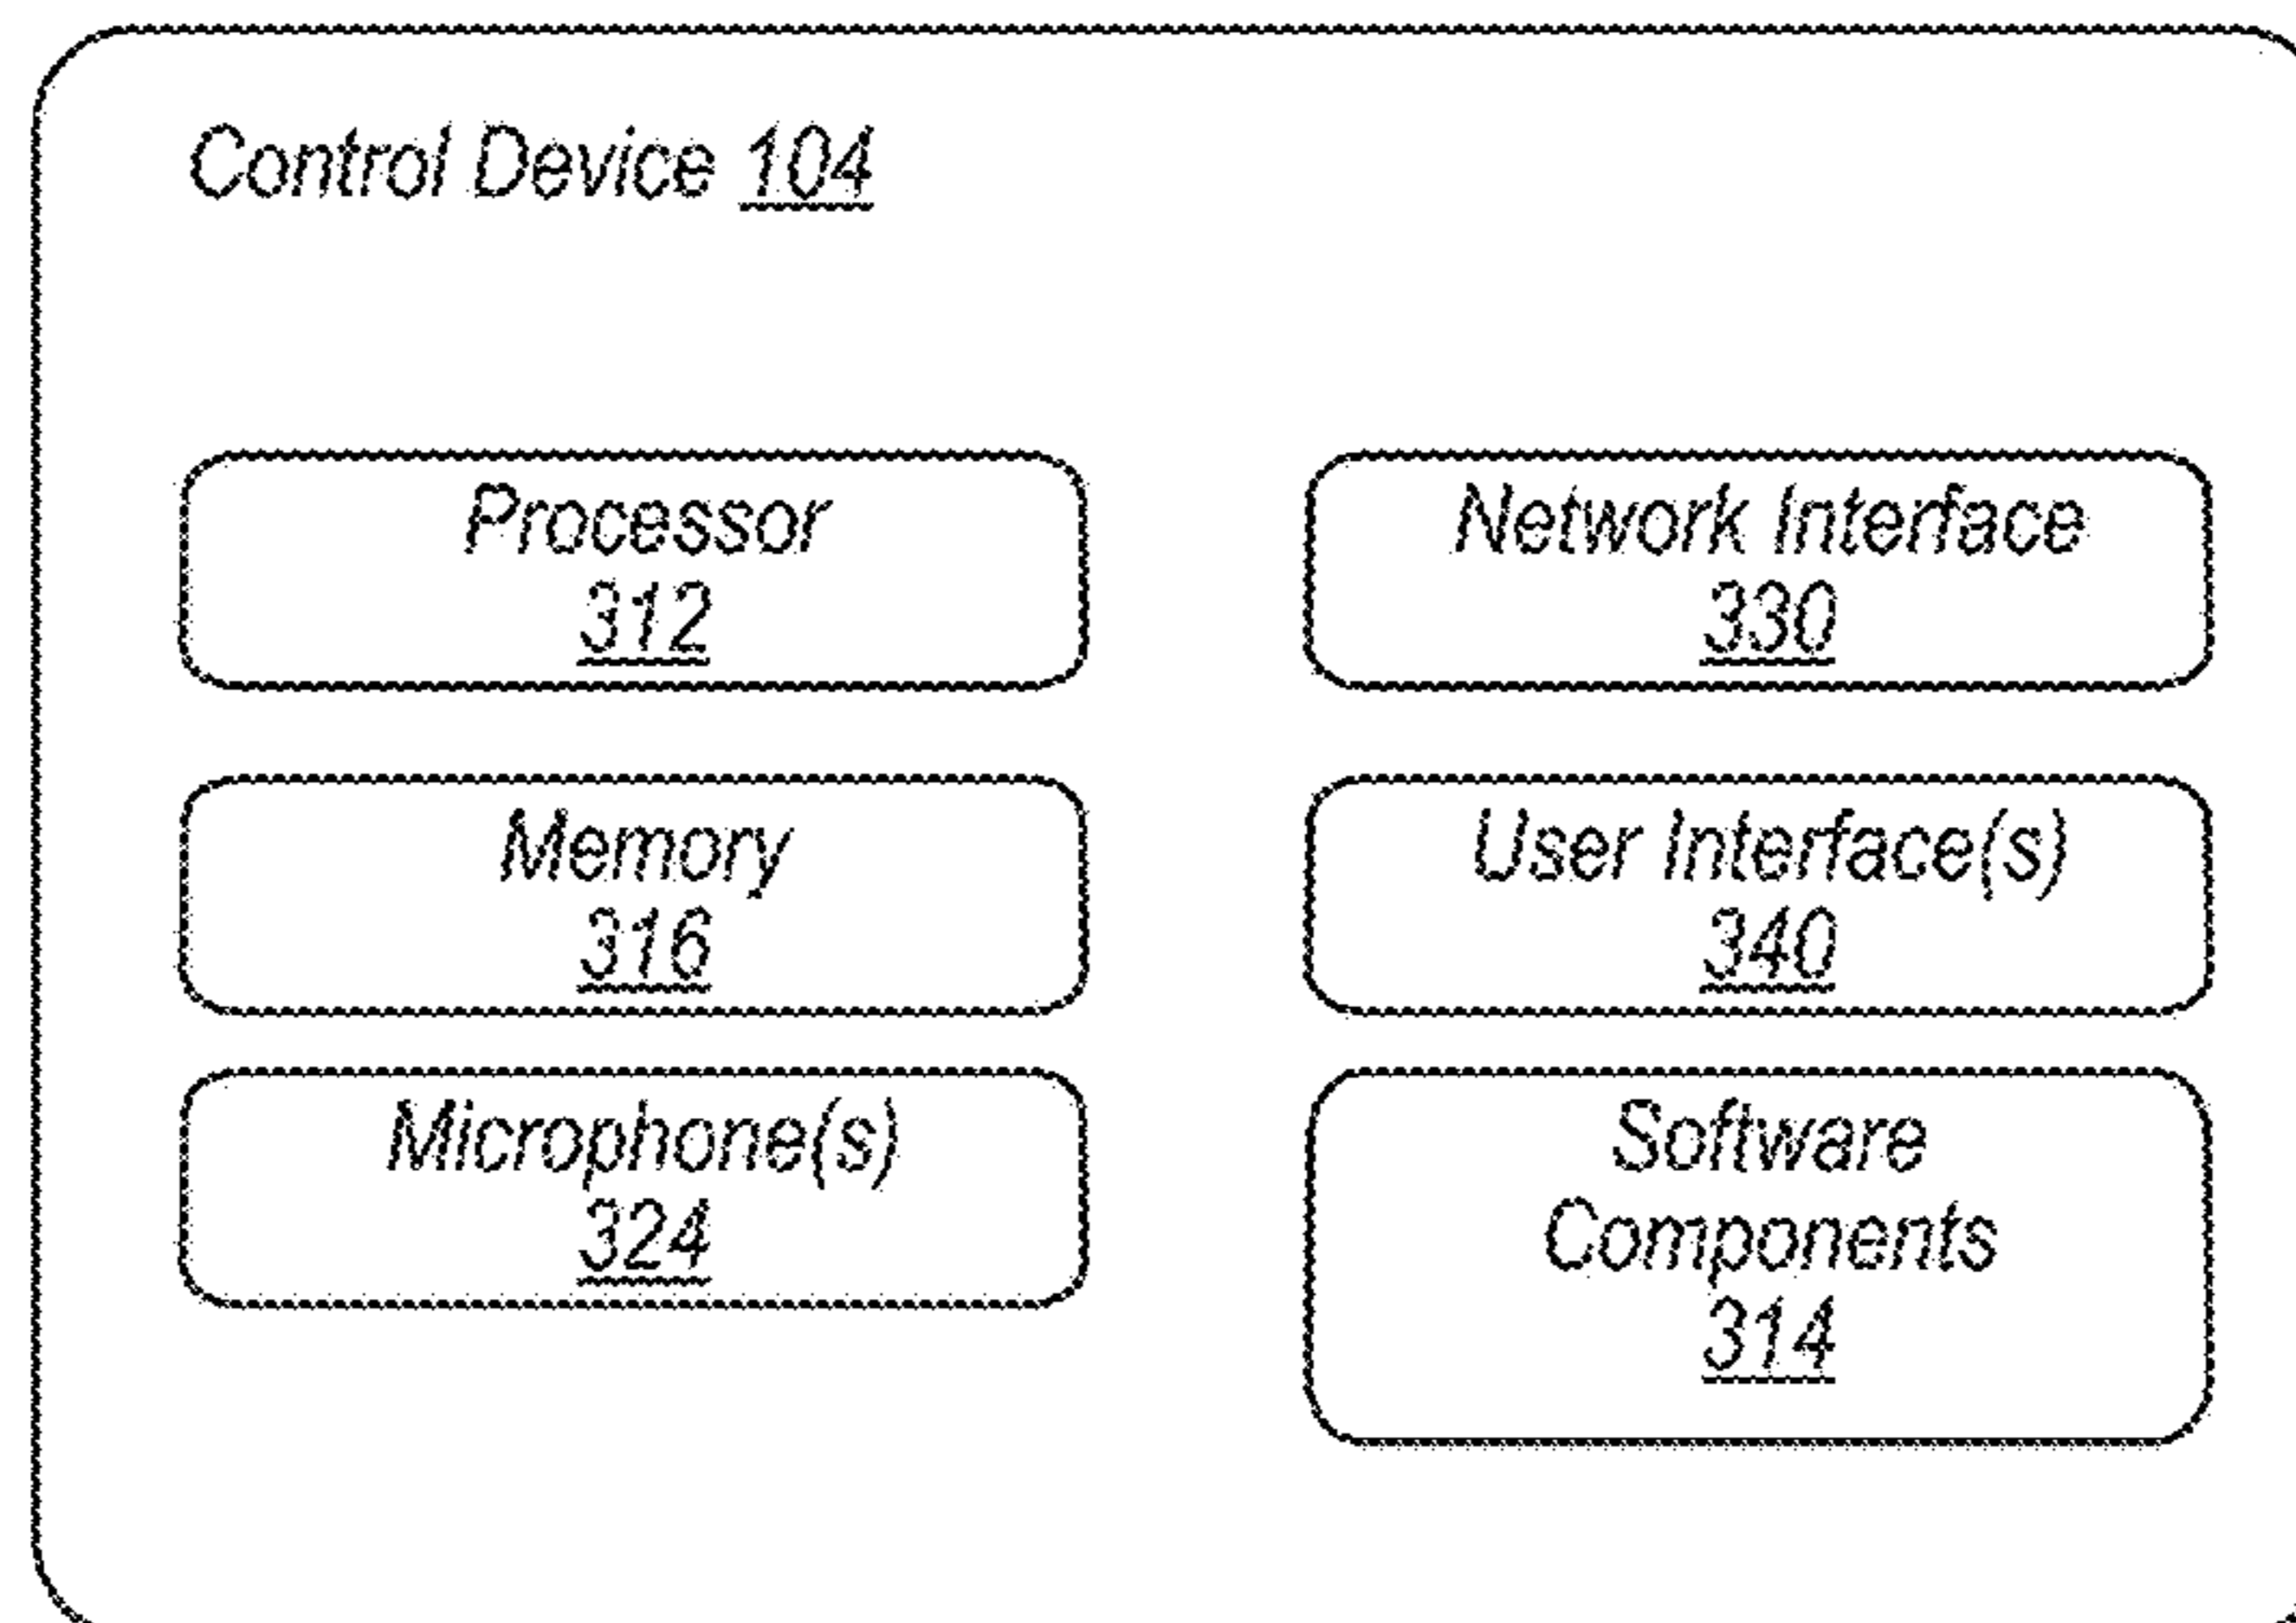 Control Device 104
Processor
312
Network Interface
330
Memory
316
User Interface(s)
340
Microphone(s)
324
Software
Components
314